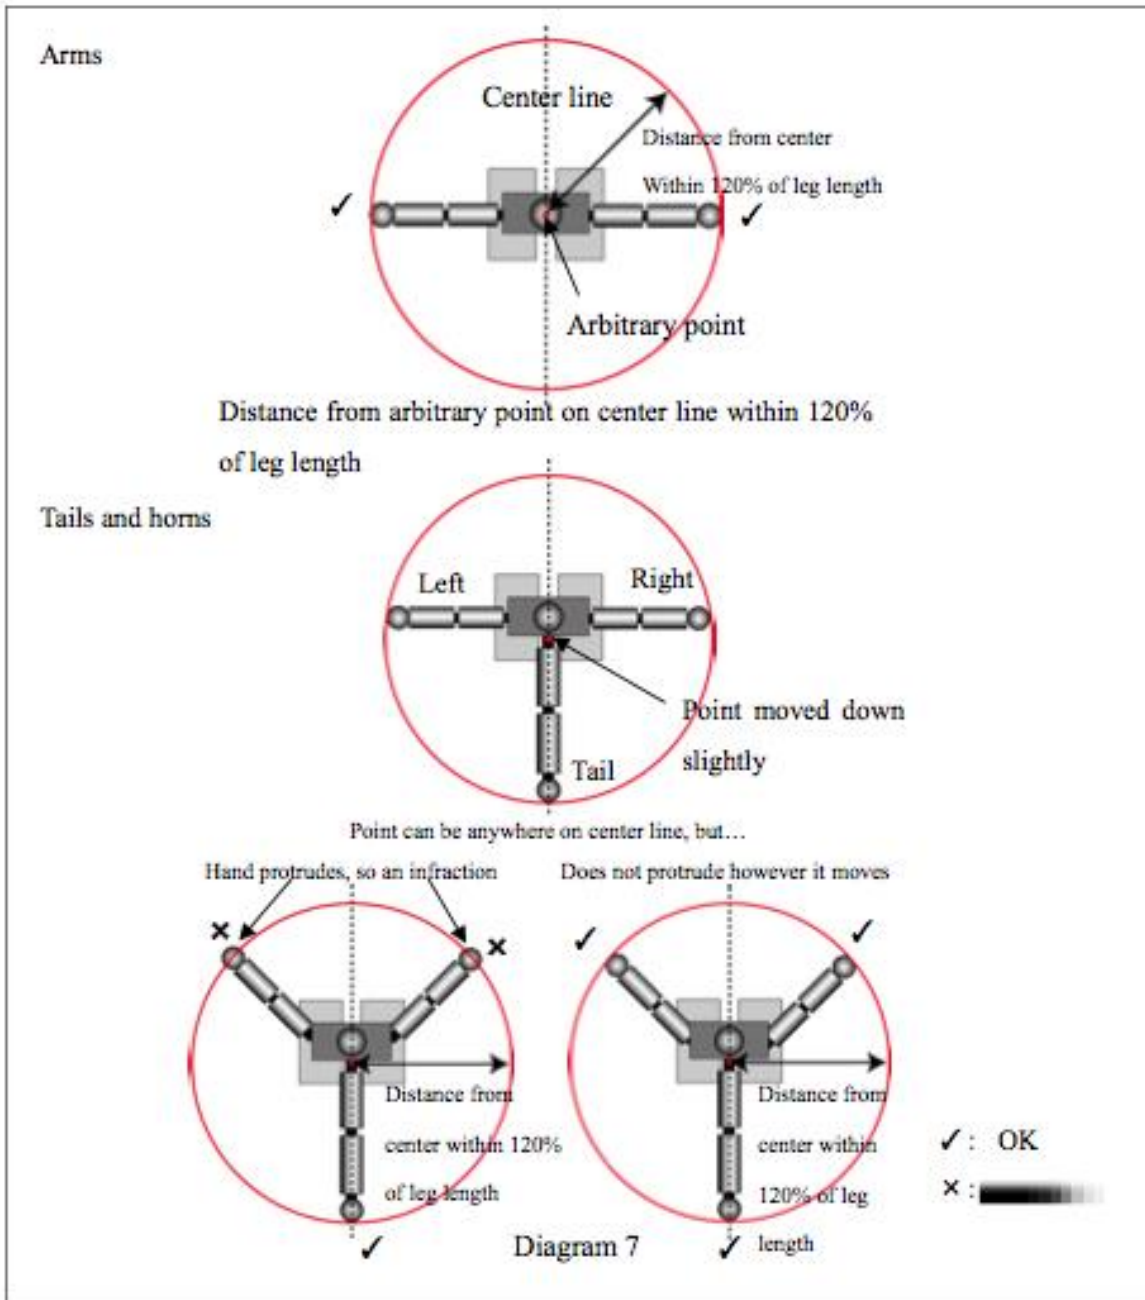 Arms
Center line
Distance from center
Within 120% of leg length
✓
✓
Arbitrary point
Distance from arbitrary point on center line within 120%
of leg length
Tails and horns
Left
Right
Point moved down
slightly
Tail
Point can be anywhere on center line, but…
Hand protrudes, so an infraction
Does not protrude however it moves
× ×
✓ ✓
Distance from
center within 120%
of leg length
✓
Distance from
center within
120% of leg
length
✓
✓: OK
×:
Diagram 7